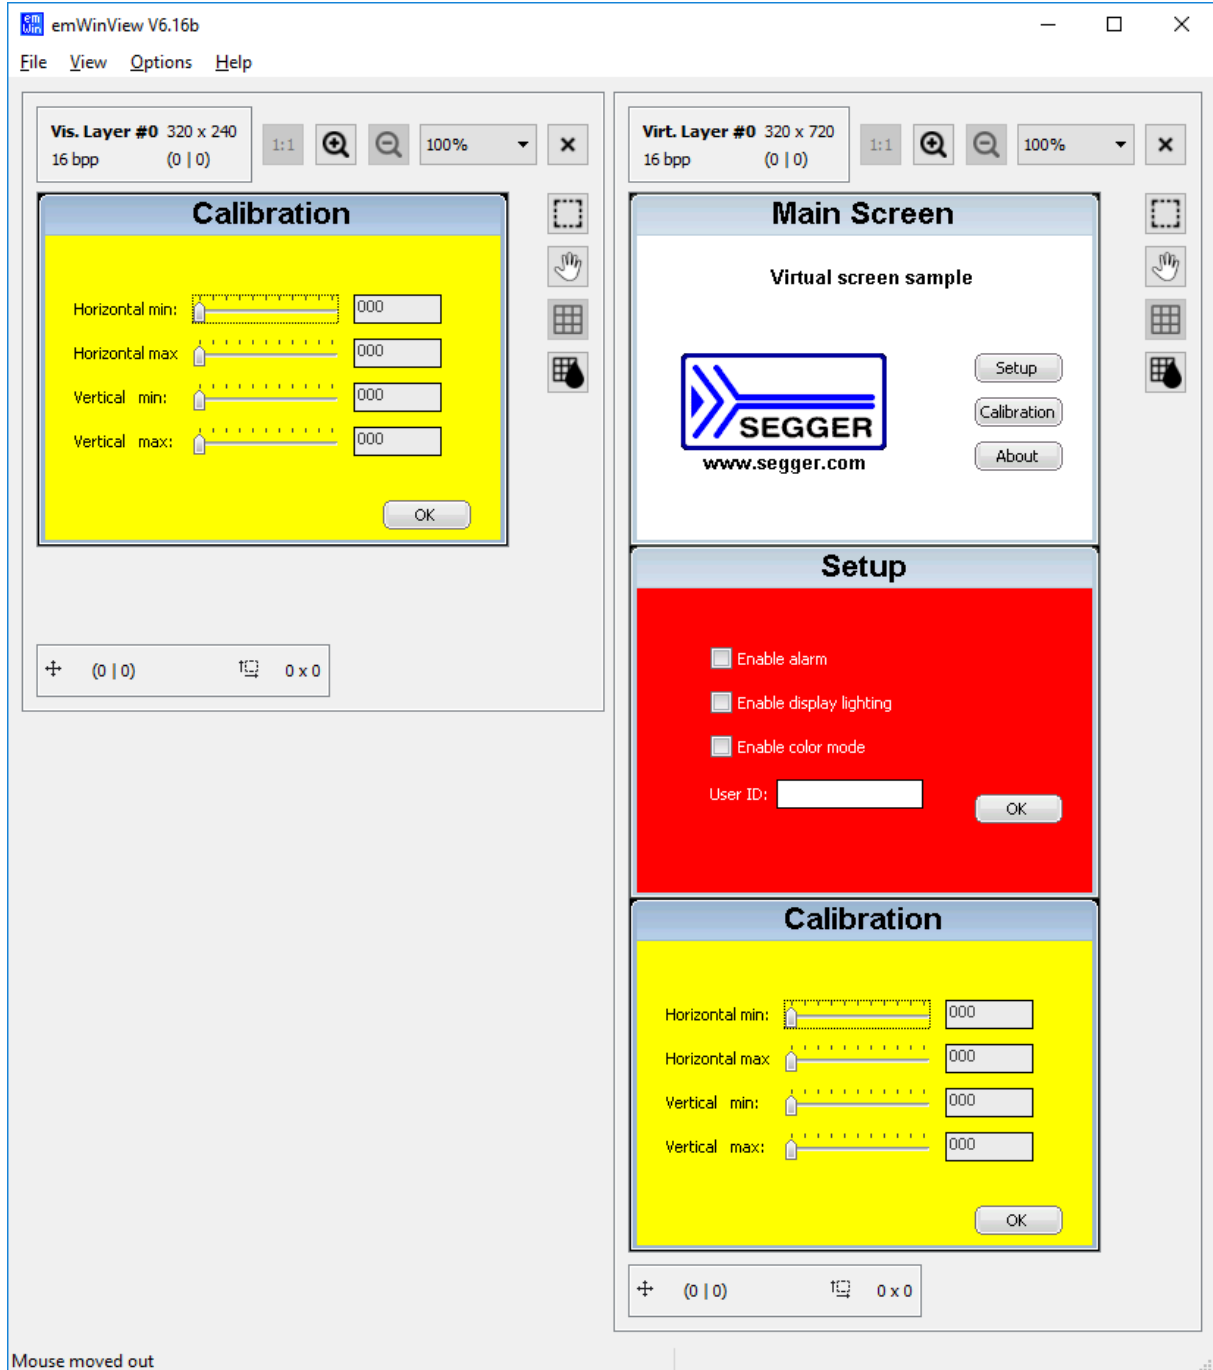 em
Win
emWinView V6.16b
File View Options Help
Vis. Layer #0 320 x 240
16 bpp (0 | 0)
1:1
100%
Calibration
Horizontal min: 000
Horizontal max 000
Vertical min: 000
Vertical max: 000
OK
(0 | 0) 0 x 0
Virt. Layer #0 320 x 720
16 bpp (0 | 0)
1:1
100%
Main Screen
Virtual screen sample
SEGGER
www.segger.com
Setup
Calibration
About
Setup
Enable alarm
Enable display lighting
Enable color mode
User ID:
OK
Calibration
Horizontal min: 000
Horizontal max 000
Vertical min: 000
Vertical max: 000
OK
(0 | 0) 0 x 0
Mouse moved out